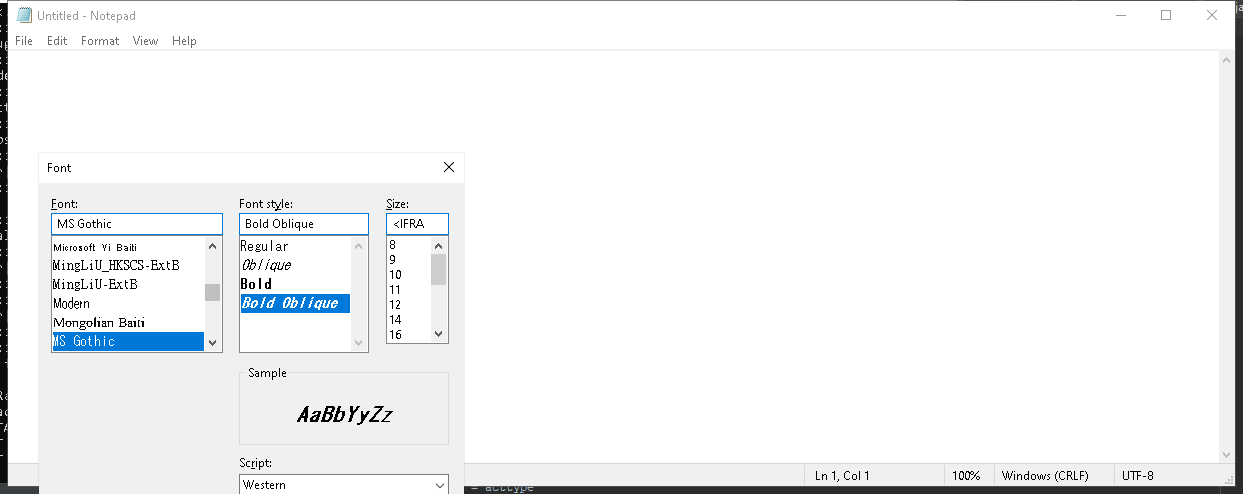 Untitled - Notepad
File Edit Format View Help
Font
Font: Font style: Size:
MS Gothic Bold Oblique <IFRA
Microsoft Yi Baiti Regular 8
MingLiU_HKSCS-ExtB Oblique 9
MingLiU-ExtB Bold 10
Modern Bold Oblique 11
Mongolian Baiti 12
MS Gothic 14
16
Sample
AaBbYyZz
Script:
Western
Ln 1, Col 1 100% Windows (CRLF) UTF-8
= acctype